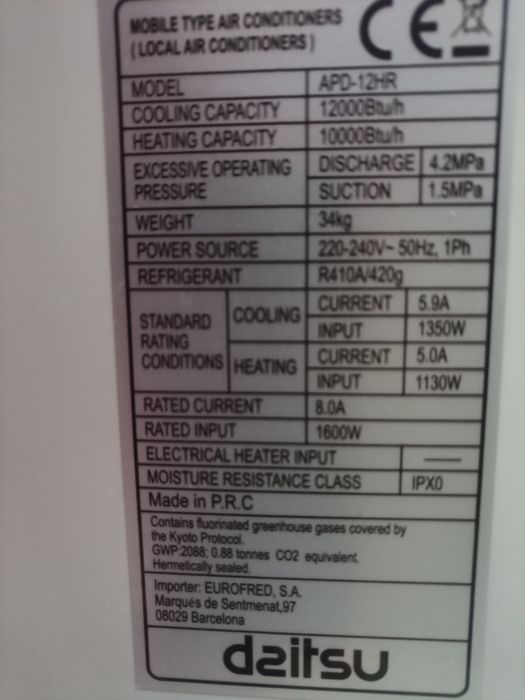 MOBILE TYPE AIR CONDITIONERS
( LOCAL AIR CONDITIONERS )
CE
MODEL APD-12HR
COOLING CAPACITY 12000Btu/h
HEATING CAPACITY 10000Btu/h
EXCESSIVE OPERATING PRESSURE DISCHARGE 4.2MPa
SUCTION 1.5MPa
WEIGHT 34kg
POWER SOURCE 220-240V~ 50Hz, 1Ph
REFRIGERANT R410A/420g
STANDARD RATING CONDITIONS COOLING CURRENT 5.9A
INPUT 1350W
HEATING CURRENT 5.0A
INPUT 1130W
RATED CURRENT 8.0A
RATED INPUT 1600W
ELECTRICAL HEATER INPUT —
MOISTURE RESISTANCE CLASS IPX0
Made in P.R.C
Contains fluorinated greenhouse gases covered by
the Kyoto Protocol.
GWP:2088; 0.88 tonnes CO2 equivalent.
Hermetically sealed.
Importer: EUROFRED, S.A.
Marqués de Sentmenat,97
08029 Barcelona
daitsu